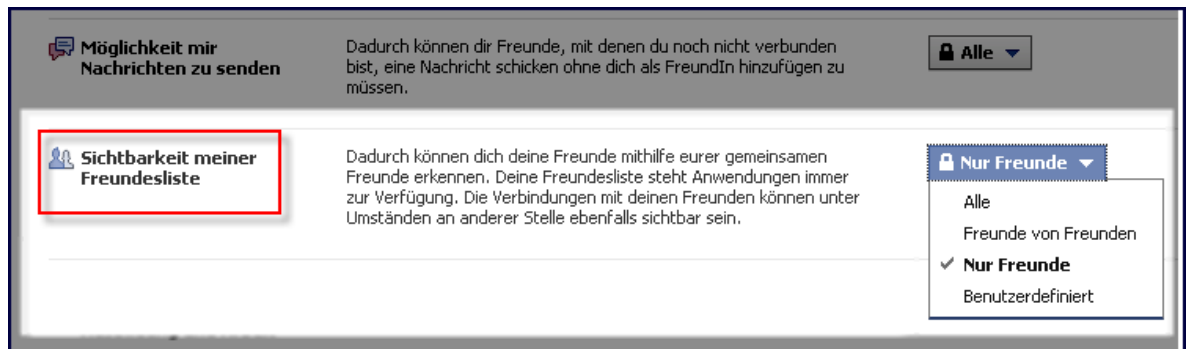 Möglichkeit mir
Nachrichten zu senden
Dadurch können dir Freunde, mit denen du noch nicht verbunden
bist, eine Nachricht schicken ohne dich als FreundIn hinzufügen zu
müssen.
Alle
Sichtbarkeit meiner
Freundesliste
Dadurch können dich deine Freunde mithilfe eurer gemeinsamen
Freunde erkennen. Deine Freundesliste steht Anwendungen immer
zur Verfügung. Die Verbindungen mit deinen Freunden können unter
Umständen an anderer Stelle ebenfalls sichtbar sein.
Nur Freunde
Alle
Freunde von Freunden
Nur Freunde
Benutzerdefiniert